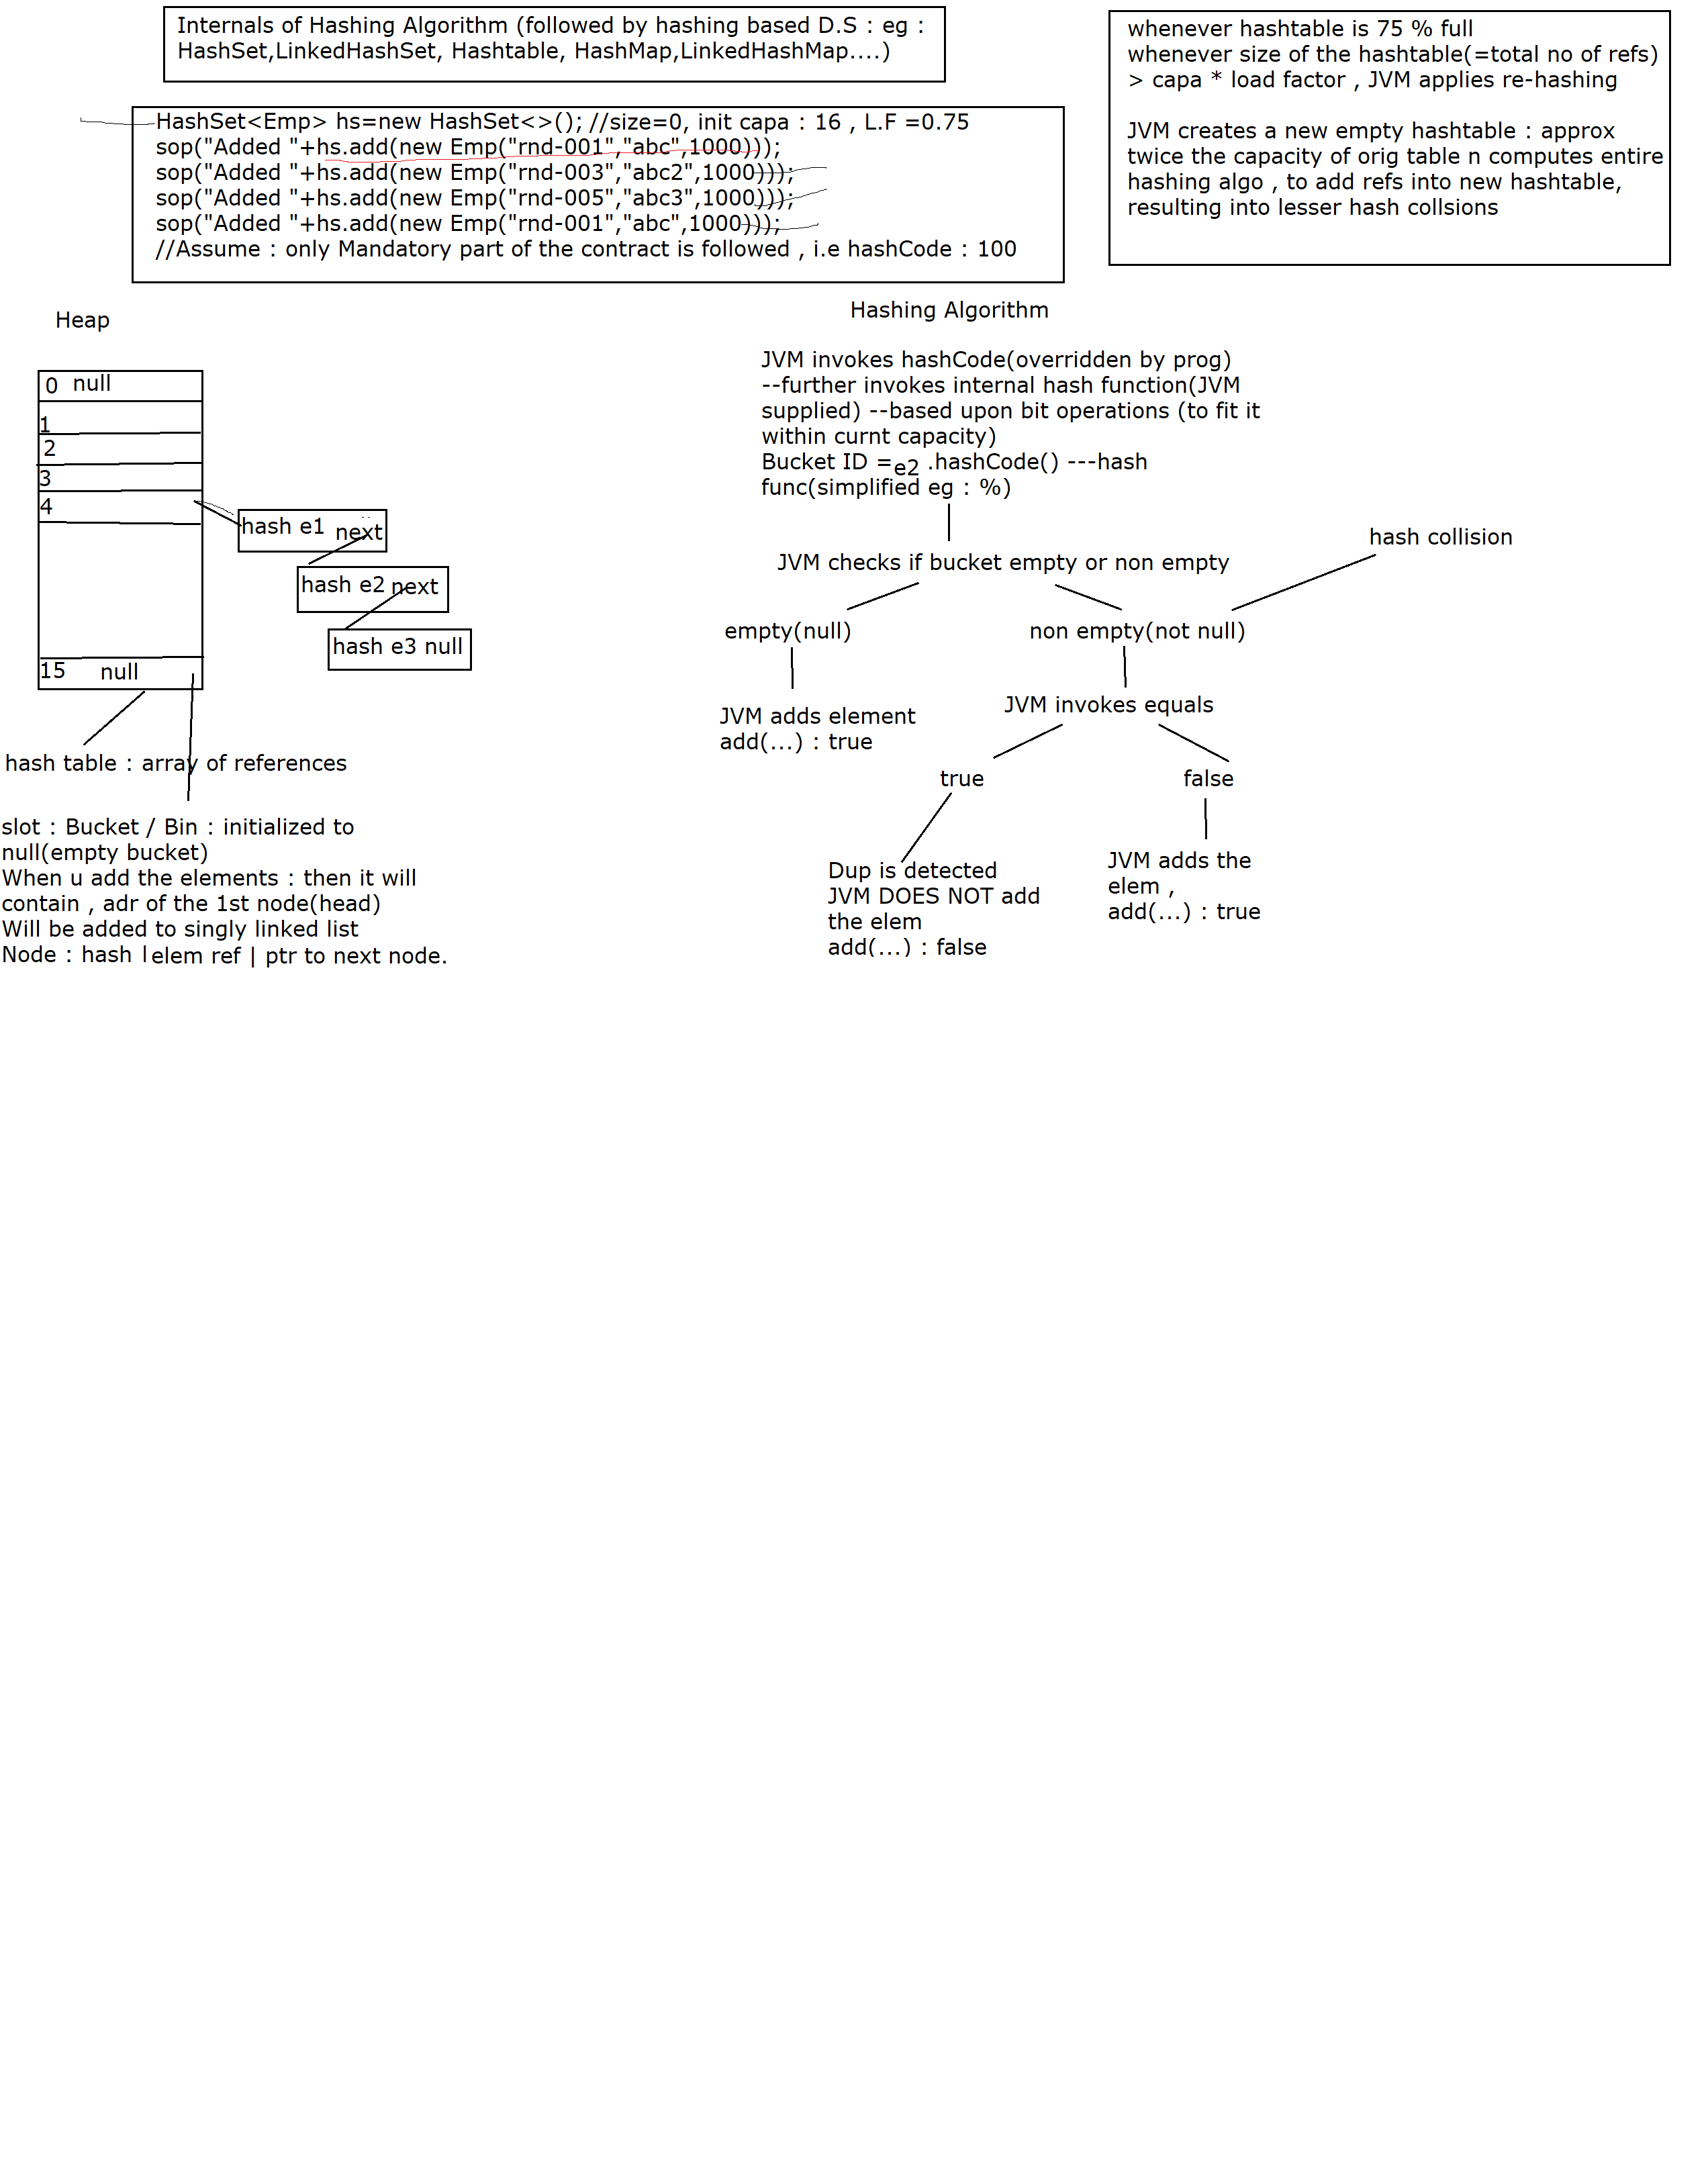 Internals of Hashing Algorithm (followed by hashing based D.S : eg :
HashSet,LinkedHashSet, Hashtable, HashMap,LinkedHashMap....)
whenever hashtable is 75 % full
whenever size of the hashtable(=total no of refs)
> capa * load factor , JVM applies re-hashing
JVM creates a new empty hashtable : approx
twice the capacity of orig table n computes entire
hashing algo , to add refs into new hashtable,
resulting into lesser hash collsions
HashSet<Emp> hs=new HashSet<>(); //size=0, init capa : 16 , L.F =0.75
sop("Added "+hs.add(new Emp("rnd-001","abc",1000)));
sop("Added "+hs.add(new Emp("rnd-003","abc2",1000)));
sop("Added "+hs.add(new Emp("rnd-005","abc3",1000)));
sop("Added "+hs.add(new Emp("rnd-001","abc",1000)));
//Assume : only Mandatory part of the contract is followed , i.e hashCode : 100
Heap
0 null
1
2
3
4
hash e1 next
hash e2 next
hash e3 null
15 null
hash table : array of references
slot : Bucket / Bin : initialized to
null(empty bucket)
When u add the elements : then it will
contain , adr of the 1st node(head)
Will be added to singly linked list
Node : hash | elem ref | ptr to next node.
Hashing Algorithm
JVM invokes hashCode(overridden by prog)
--further invokes internal hash function(JVM
supplied) --based upon bit operations (to fit it
within curnt capacity)
Bucket ID =e2 .hashCode() ---hash
func(simplified eg : %)
hash collision
JVM checks if bucket empty or non empty
empty(null)
non empty(not null)
JVM adds element
add(...) : true
JVM invokes equals
true
false
Dup is detected
JVM DOES NOT add
the elem
add(...) : false
JVM adds the
elem ,
add(...) : true